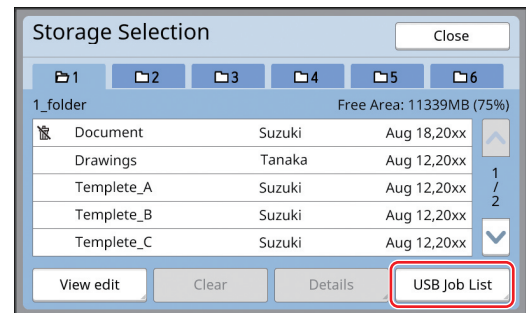 Storage Selection Close
1 2 3 4 5 6
1_folder Free Area: 11339MB (75%)
Document Suzuki Aug 18,20xx
Drawings Tanaka Aug 12,20xx
Templete_A Suzuki Aug 12,20xx
Templete_B Suzuki Aug 12,20xx
Templete_C Suzuki Aug 12,20xx
1
/
2
View edit Clear Details USB Job List